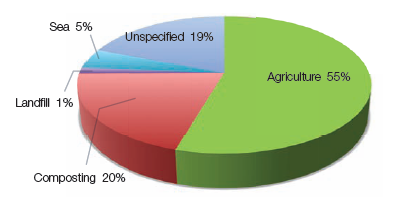 Sea 5%
Unspecified 19%
Agriculture 55%
Landfill 1%
Composting 20%